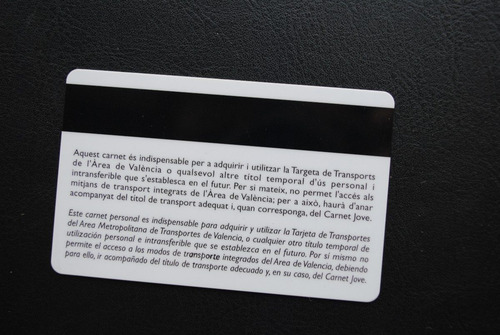 Aquest carnet és indispensable per a adquirir i utilitzar la Targeta de Transports
de l'Àrea de València o qualsevol altre títol temporal d'ús personal i
intransferible que s'establesca en el futur. Per si mateix, no permet l'accés als
mitjans de transport integrats de l'Àrea de València; per a això, haurà d'anar
acompanyat del títol de transport adequat i, quan corresponga, del Carnet Jove.
Este carnet personal es indispensable para adquirir y utilizar la Tarjeta de Transportes
del Area Metropolitana de Transportes de Valencia, o cualquier otro título temporal de
utilización personal e intransferible que se establezca en el futuro. Por si mismo no
permite el acceso a los modos de transporte integrados del Area de Valencia, debiendo
para ello, ir acompañado del título de transporte adecuado y, en su caso, del Carnet Jove.